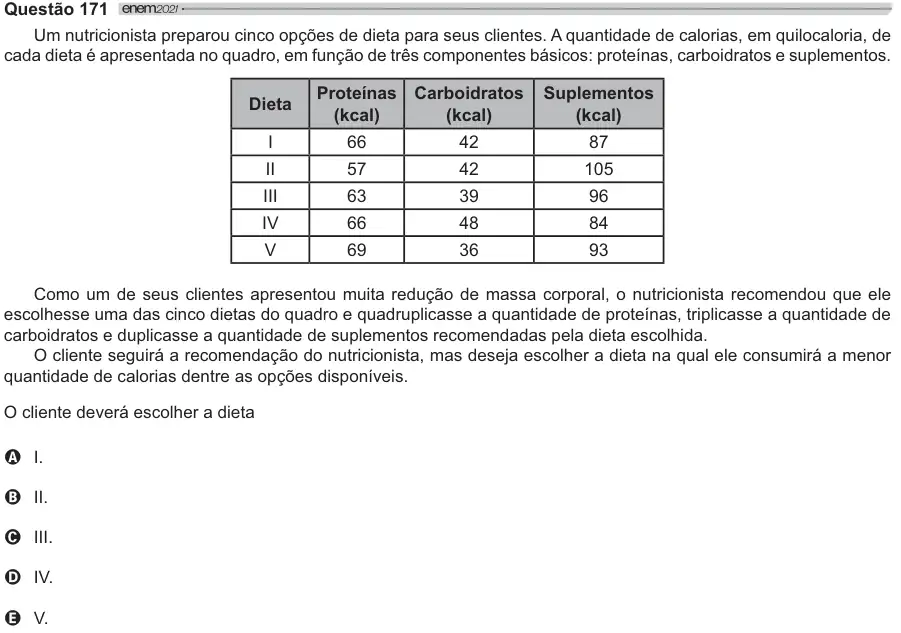 Questão 171 enem2021
Um nutricionista preparou cinco opções de dieta para seus clientes. A quantidade de calorias, em quilocaloria, de
cada dieta é apresentada no quadro, em função de três componentes básicos: proteínas, carboidratos e suplementos.
Dieta Proteínas (kcal) Carboidratos (kcal) Suplementos (kcal)
I 66 42 87
II 57 42 105
III 63 39 96
IV 66 48 84
V 69 36 93
Como um de seus clientes apresentou muita redução de massa corporal, o nutricionista recomendou que ele
escolhesse uma das cinco dietas do quadro e quadruplicasse a quantidade de proteínas, triplicasse a quantidade de
carboidratos e duplicasse a quantidade de suplementos recomendadas pela dieta escolhida.
O cliente seguirá a recomendação do nutricionista, mas deseja escolher a dieta na qual ele consumirá a menor
quantidade de calorias dentre as opções disponíveis.
O cliente deverá escolher a dieta
A I.
B II.
C III.
D IV.
E V.